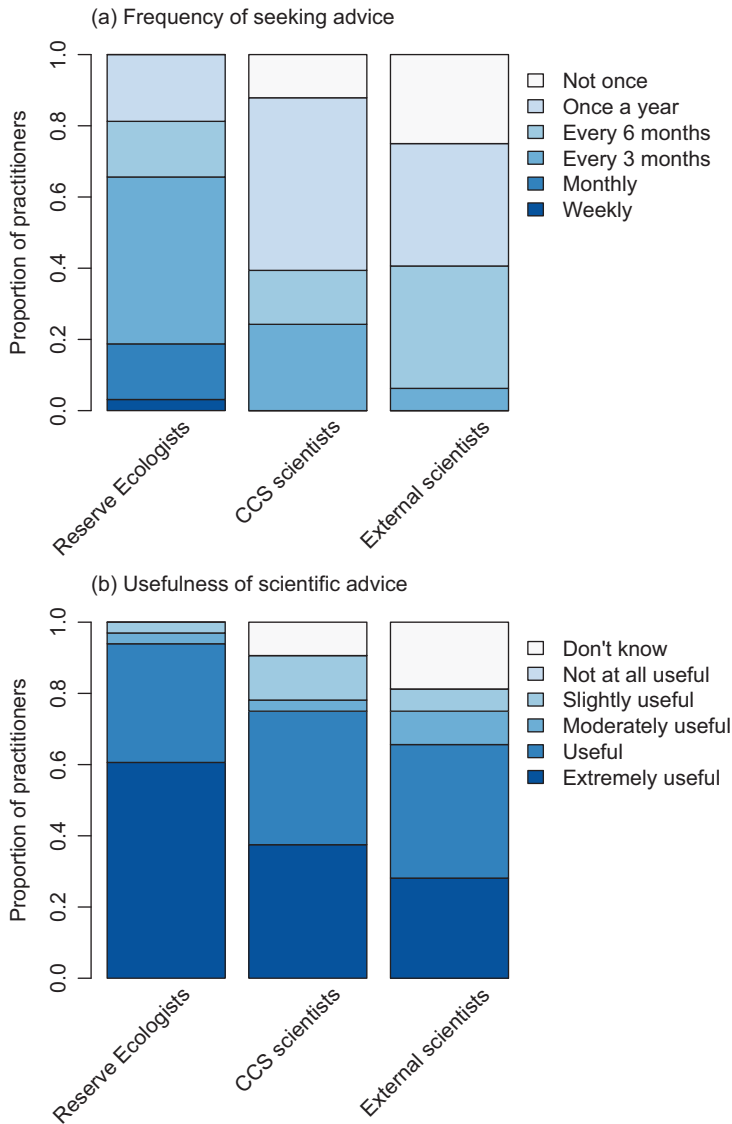 (a) Frequency of seeking advice
Proportion of practitioners
1.0
0.8
0.6
0.4
0.2
0.0
Not once
Once a year
Every 6 months
Every 3 months
Monthly
Weekly
Reserve Ecologists
CCS scientists
External scientists
(b) Usefulness of scientific advice
Proportion of practitioners
1.0
0.8
0.6
0.4
0.2
0.0
Don't know
Not at all useful
Slightly useful
Moderately useful
Useful
Extremely useful
Reserve Ecologists
CCS scientists
External scientists